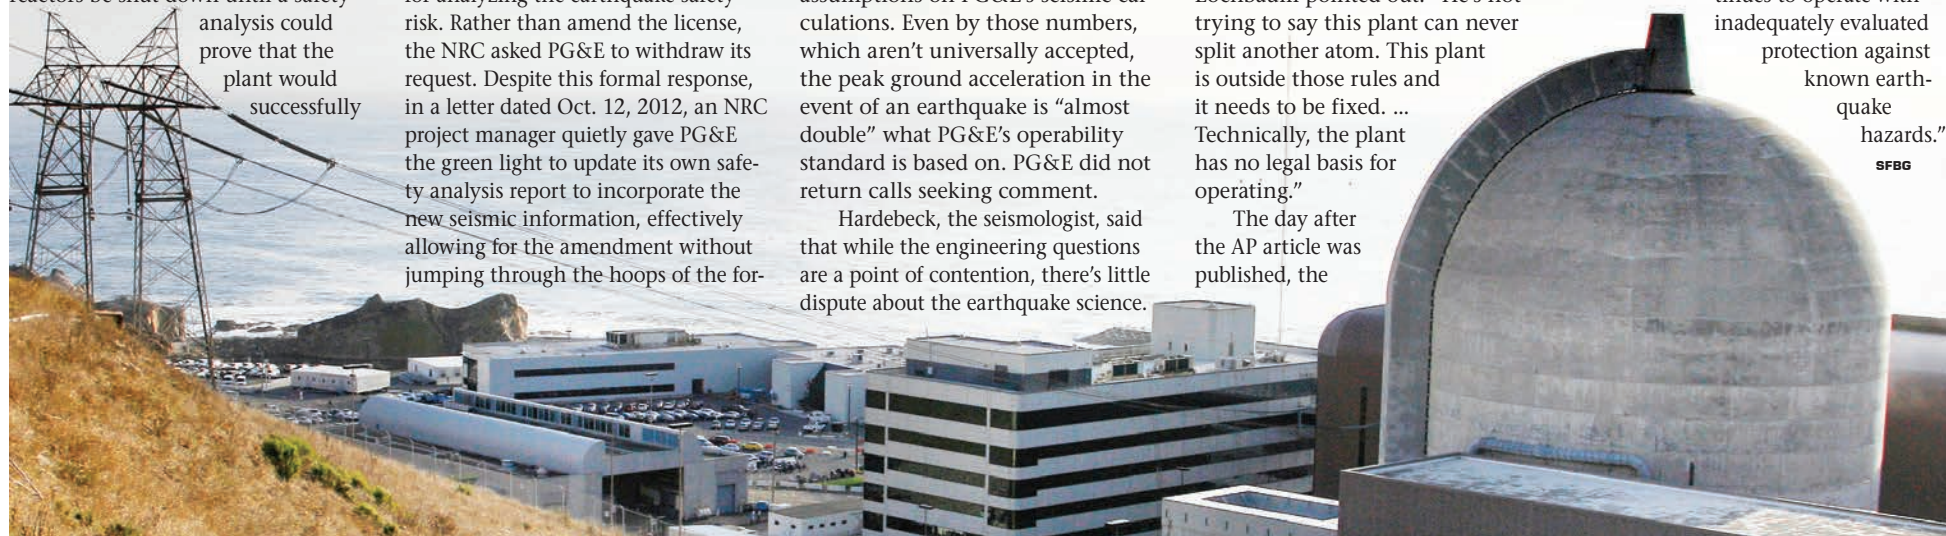 analysis could
prove that the
plant would
successfully
risk. Rather than amend the license,
the NRC asked PG&E to withdraw its
request. Despite this formal response,
in a letter dated Oct. 12, 2012, an NRC
project manager quietly gave PG&E
the green light to update its own safe-
ty analysis report to incorporate the
new seismic information, effectively
allowing for the amendment without
jumping through the hoops of the for-
culations. Even by those numbers,
which aren’t universally accepted,
the peak ground acceleration in the
event of an earthquake is “almost
double” what PG&E’s operability
standard is based on. PG&E did not
return calls seeking comment.
Hardebeck, the seismologist, said
that while the engineering questions
are a point of contention, there’s little
dispute about the earthquake science.
trying to say this plant can never
split another atom. This plant
is outside those rules and
it needs to be fixed. ...
Technically, the plant
has no legal basis for
operating.”
The day after
the AP article was
published, the
inadequately evaluated
protection against
known earth-
quake
hazards.”
SFBG